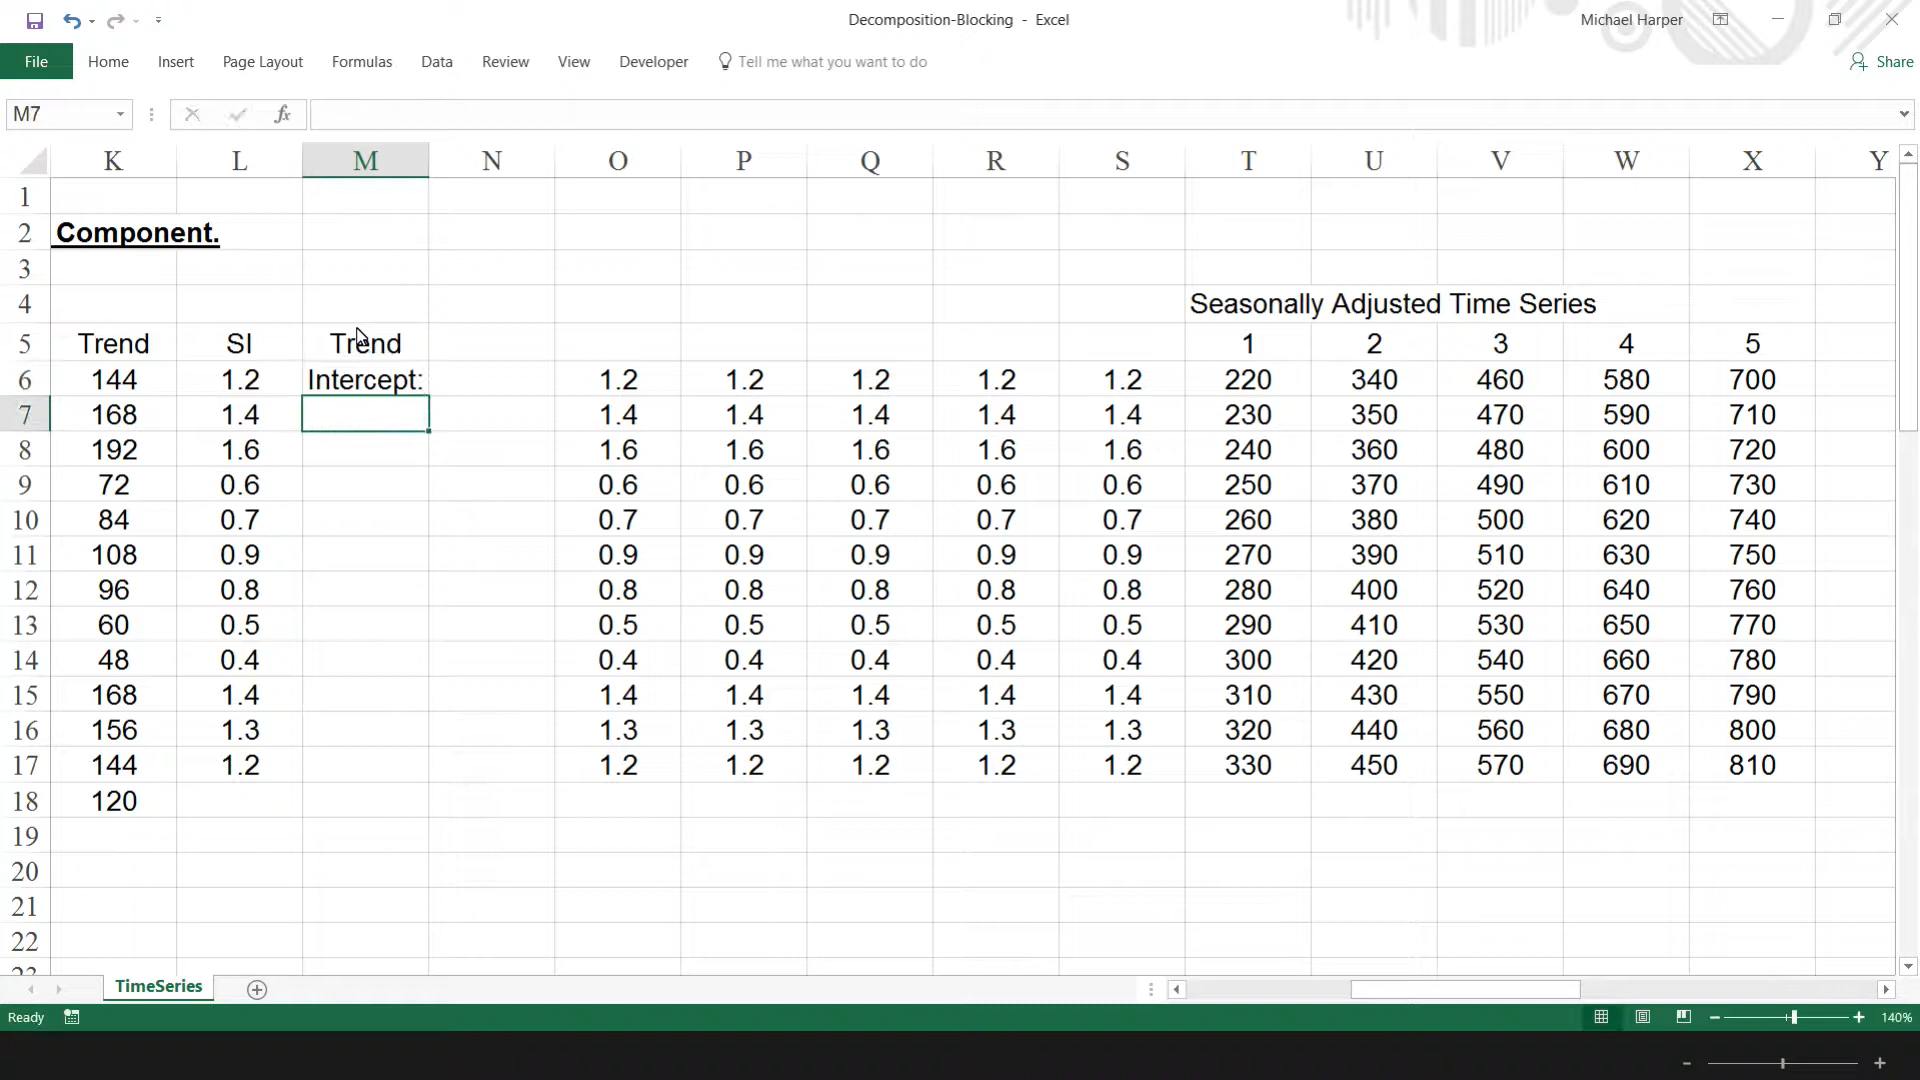 Decomposition-Blocking - Excel
Michael Harper
File Home Insert Page Layout Formulas Data Review View Developer Tell me what you want to do Share
M7 fx
K L M N O P Q R S T U V W X Y
1
2 Component.
3
4 Seasonally Adjusted Time Series
5 Trend SI Trend 1 2 3 4 5
6 144 1.2 Intercept: 1.2 1.2 1.2 1.2 1.2 220 340 460 580 700
7 168 1.4 1.4 1.4 1.4 1.4 1.4 230 350 470 590 710
8 192 1.6 1.6 1.6 1.6 1.6 1.6 240 360 480 600 720
9 72 0.6 0.6 0.6 0.6 0.6 0.6 250 370 490 610 730
10 84 0.7 0.7 0.7 0.7 0.7 0.7 260 380 500 620 740
11 108 0.9 0.9 0.9 0.9 0.9 0.9 270 390 510 630 750
12 96 0.8 0.8 0.8 0.8 0.8 0.8 280 400 520 640 760
13 60 0.5 0.5 0.5 0.5 0.5 0.5 290 410 530 650 770
14 48 0.4 0.4 0.4 0.4 0.4 0.4 300 420 540 660 780
15 168 1.4 1.4 1.4 1.4 1.4 1.4 310 430 550 670 790
16 156 1.3 1.3 1.3 1.3 1.3 1.3 320 440 560 680 800
17 144 1.2 1.2 1.2 1.2 1.2 1.2 330 450 570 690 810
18 120
19
20
21
22
23
TimeSeries
Ready 140%